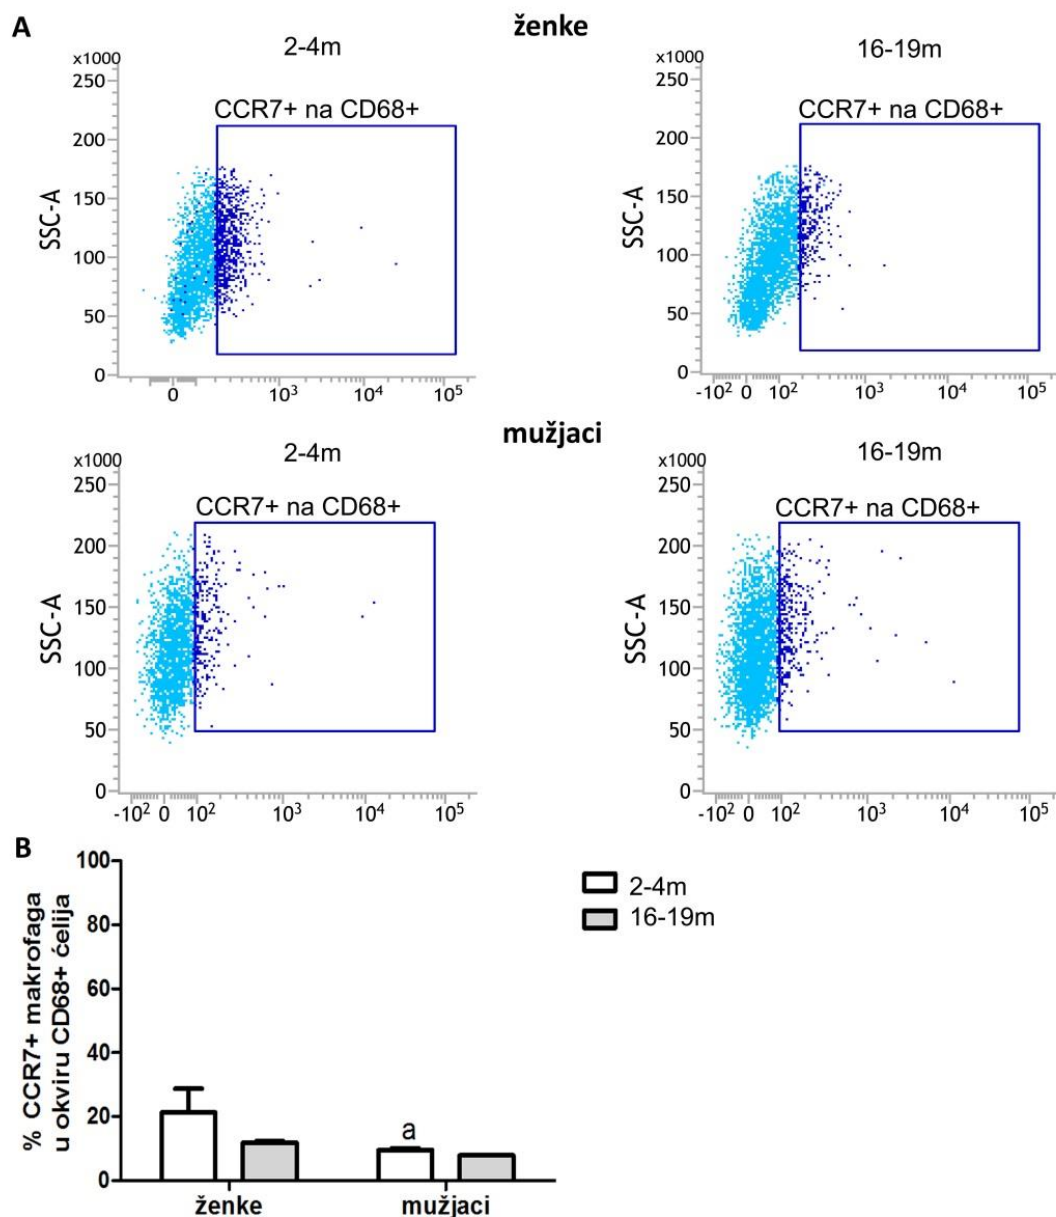 A
ženke
2-4m
x1000
250
200
150
100
50
0
SSC-A
CCR7+ na CD68+
0 10³ 10⁴ 10⁵
16-19m
x1000
250
200
150
100
50
0
SSC-A
CCR7+ na CD68+
-10² 0 10² 10³ 10⁴ 10⁵
mužjaci
2-4m
x1000
250
200
150
100
50
0
SSC-A
CCR7+ na CD68+
-10² 0 10² 10³ 10⁴ 10⁵
16-19m
x1000
250
200
150
100
50
0
SSC-A
CCR7+ na CD68+
-10² 0 10² 10³ 10⁴ 10⁵
B
% CCR7+ makrofaga
u okviru CD68+ ćelija
100
80
60
40
20
0
a
ženke mužjaci
2-4m
16-19m